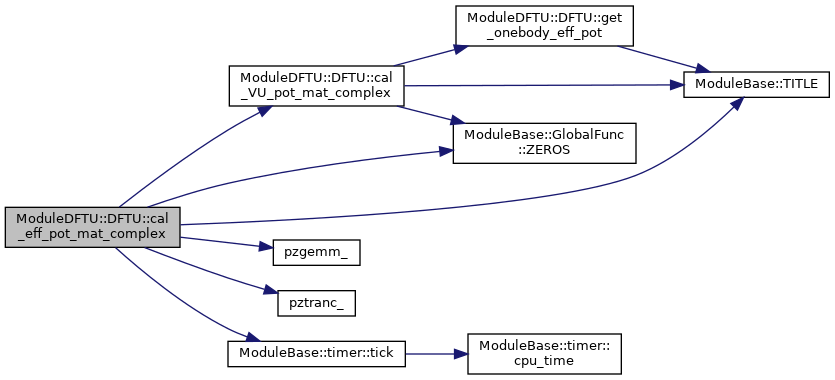 ModuleDFTU::DFTU::get
_onebody_eff_pot
ModuleDFTU::DFTU::cal
_VU_pot_mat_complex
ModuleBase::TITLE
ModuleBase::GlobalFunc
::ZEROS
ModuleDFTU::DFTU::cal
_eff_pot_mat_complex
pzgemm_
pztranc_
ModuleBase::timer::tick
ModuleBase::timer::
cpu_time